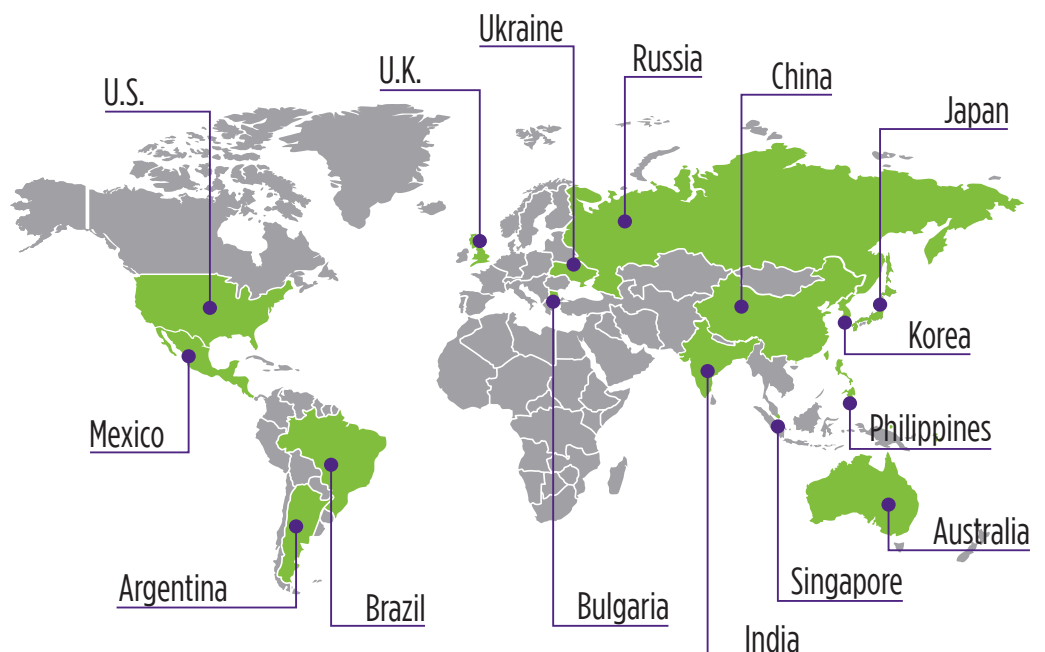 Ukraine
Russia
U.K.
China
U.S.
Japan
Korea
Mexico
Philippines
Australia
Argentina
Brazil
Bulgaria
Singapore
India